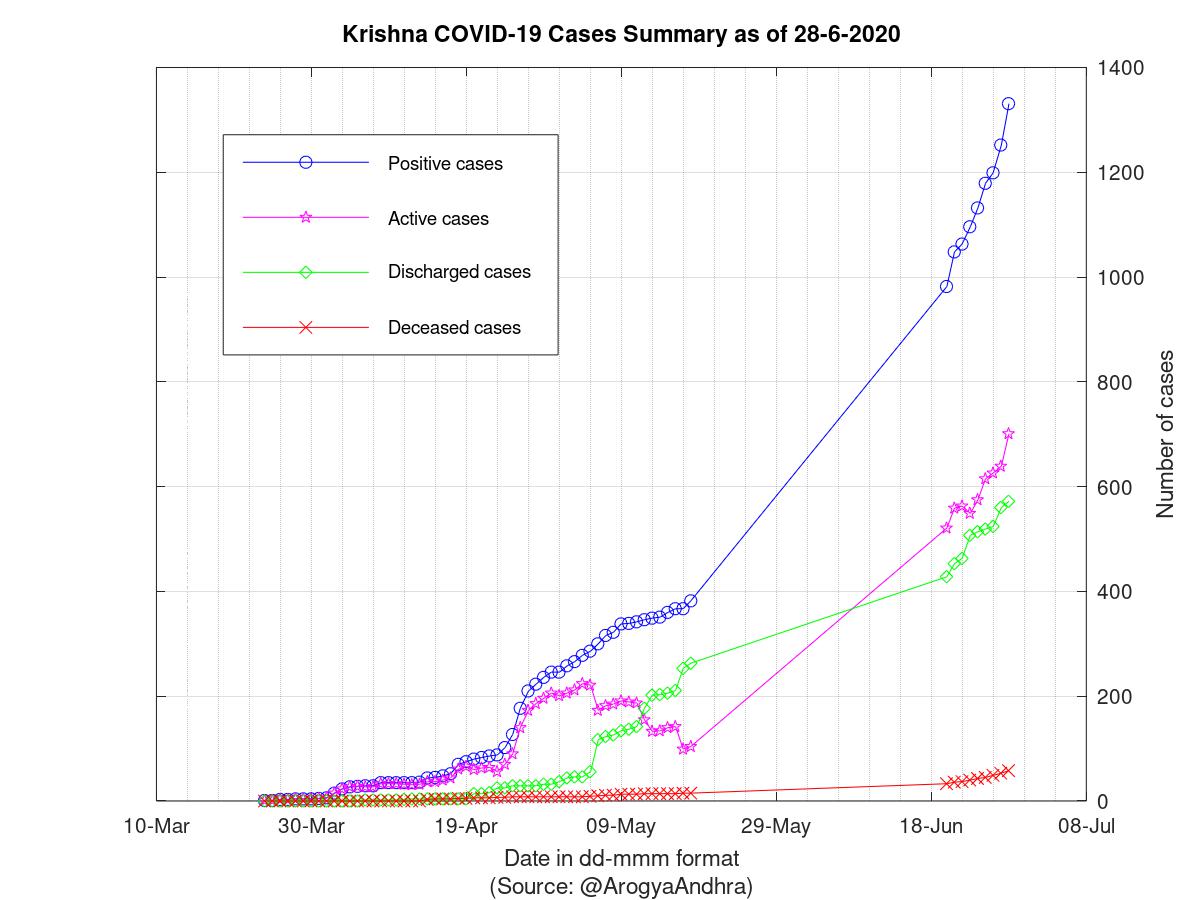 Krishna COVID-19 Cases Summary as of 28-6-2020
Positive cases
Active cases
Discharged cases
Deceased cases
1400
1200
1000
800
600
400
200
0
Number of cases
10-Mar 30-Mar 19-Apr 09-May 29-May 18-Jun 08-Jul
Date in dd-mmm format
(Source: @ArogyaAndhra)